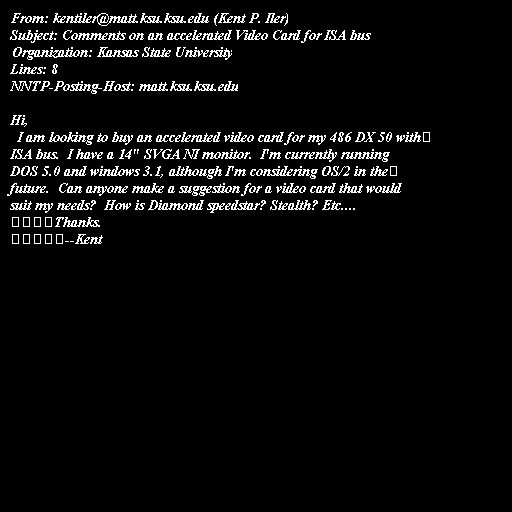 From: kentiler@matt.ksu.ksu.edu (Kent P. Iler)
Subject: Comments on an accelerated Video Card for ISA bus
Organization: Kansas State University
Lines: 8
NNTP-Posting-Host: matt.ksu.ksu.edu

Hi,
  I am looking to buy an accelerated video card for my 486 DX 50 with
ISA bus.  I have a 14" SVGA NI monitor.  I'm currently running
DOS 5.0 and windows 3.1, although I'm considering OS/2 in the
future.  Can anyone make a suggestion for a video card that would
suit my needs?  How is Diamond speedstar? Stealth? Etc....
Thanks.
--Kent